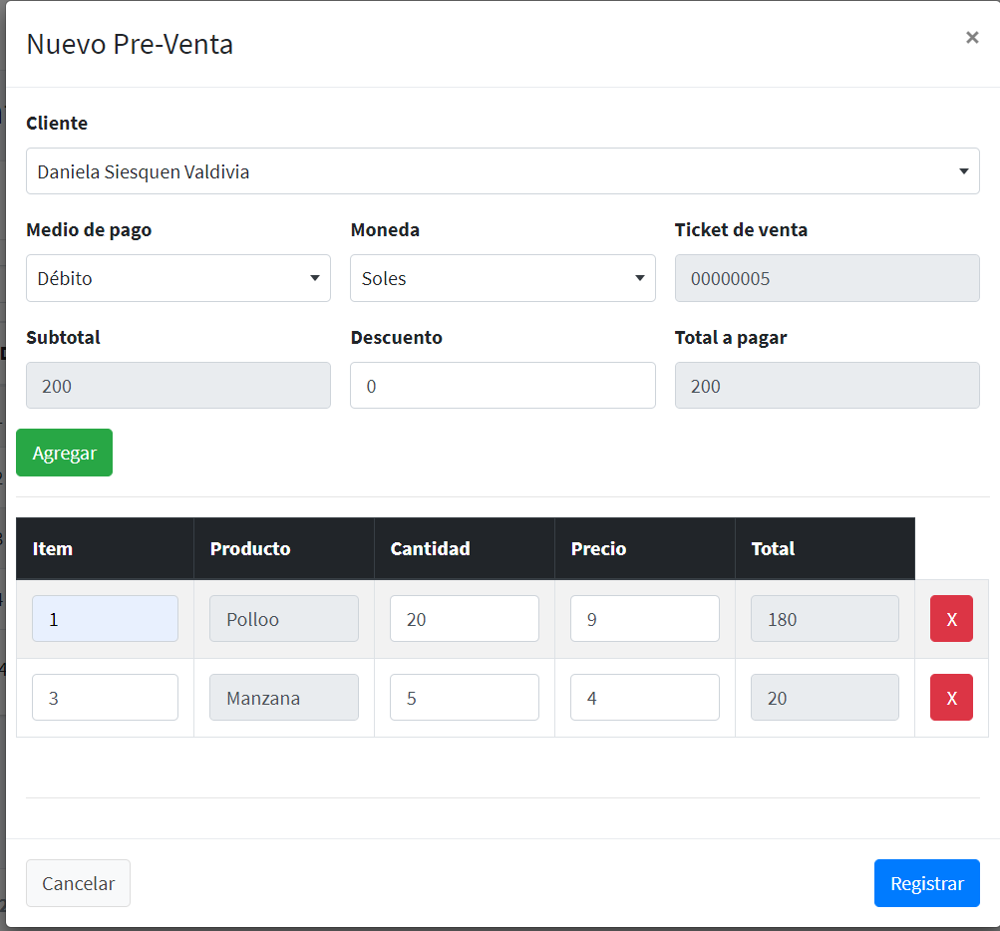 Nuevo Pre-Venta ×
Cliente
Daniela Siesquen Valdivia
Medio de pago Moneda Ticket de venta
Débito Soles 00000005
Subtotal Descuento Total a pagar
200 0 200
Agregar
Item Producto Cantidad Precio Total
1 Polloo 20 9 180 X
3 Manzana 5 4 20 X
Cancelar Registrar